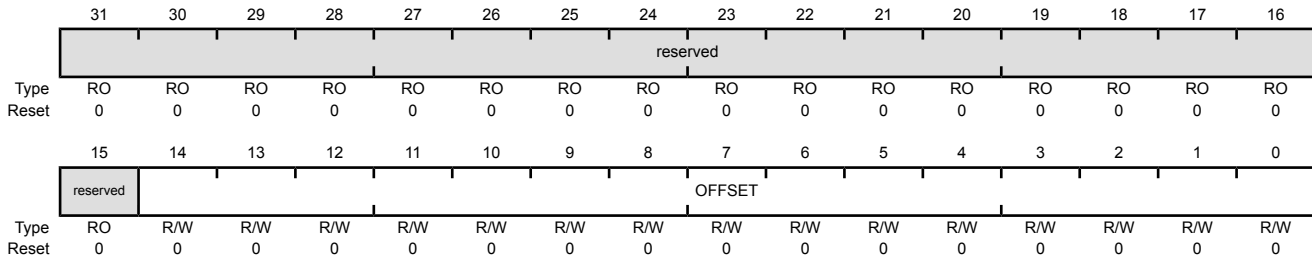 31 30 29 28 27 26 25 24 23 22 21 20 19 18 17 16
reserved
Type RO RO RO RO RO RO RO RO RO RO RO RO RO RO RO RO
Reset 0 0 0 0 0 0 0 0 0 0 0 0 0 0 0 0
15 14 13 12 11 10 9 8 7 6 5 4 3 2 1 0
reserved OFFSET
Type RO R/W R/W R/W R/W R/W R/W R/W R/W R/W R/W R/W R/W R/W R/W R/W
Reset 0 0 0 0 0 0 0 0 0 0 0 0 0 0 0 0